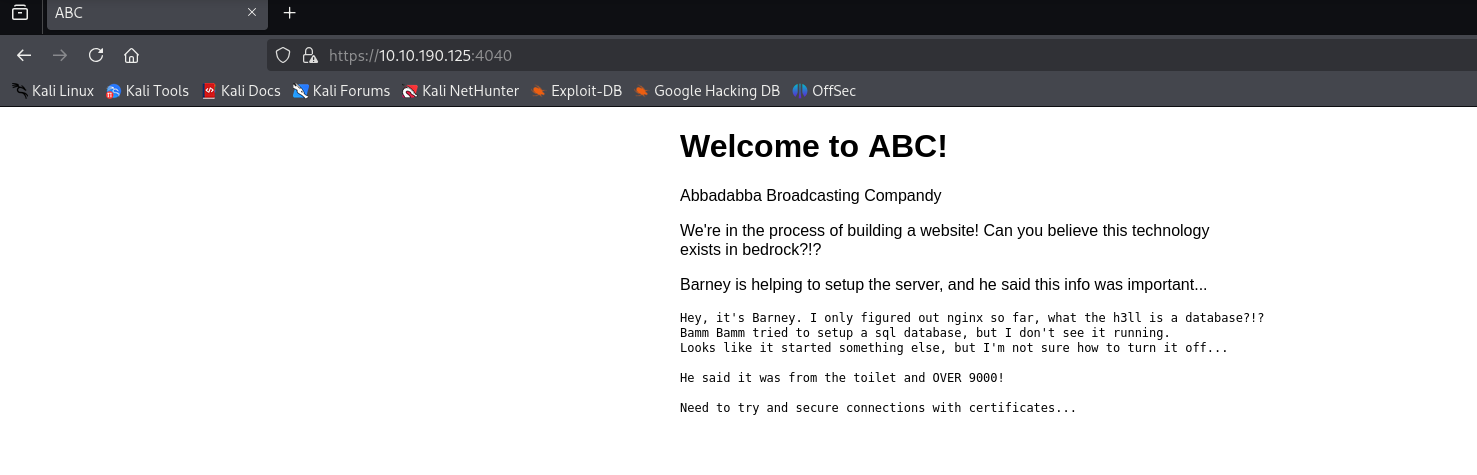 ABC
https://10.10.190.125:4040
Kali Linux Kali Tools Kali Docs Kali Forums Kali NetHunter Exploit-DB Google Hacking DB OffSec
Welcome to ABC!
Abbadabba Broadcasting Compandy
We're in the process of building a website! Can you believe this technology
exists in bedrock?!?
Barney is helping to setup the server, and he said this info was important...
Hey, it's Barney. I only figured out nginx so far, what the h3ll is a database?!?
Bamm Bamm tried to setup a sql database, but I don't see it running.
Looks like it started something else, but I'm not sure how to turn it off...
He said it was from the toilet and OVER 9000!
Need to try and secure connections with certificates...